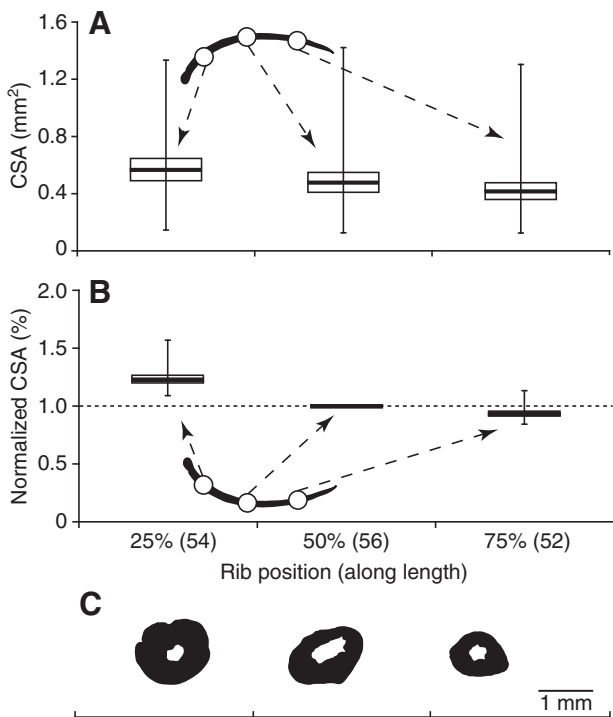 A
1.6
1.2
0.8
0.4
0
CSA (mm²)
B
2.0
1.5
1.0
0.5
0
Normalized CSA (%)
25% (54) 50% (56) 75% (52)
Rib position (along length)
C
1 mm